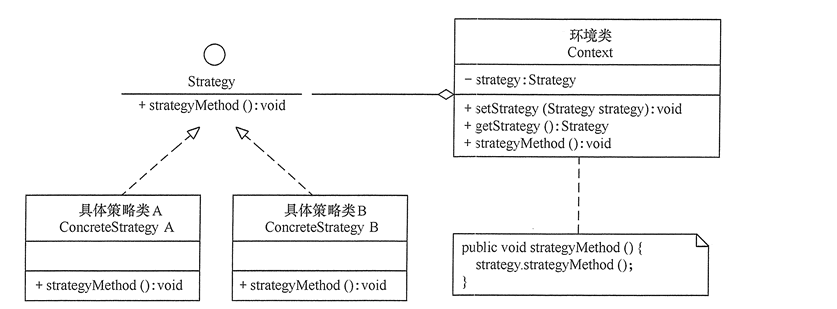 Strategy
+ strategyMethod ( ) : void
环境类
Context
- strategy : Strategy
+ setStrategy (Strategy strategy) : void
+ getStrategy ( ) : Strategy
+ strategyMethod ( ) : void
具体策略类A
ConcreteStrategy A
+ strategyMethod ( ) : void
具体策略类B
ConcreteStrategy B
+ strategyMethod ( ) : void
public void strategyMethod ( ) {
strategy.strategyMethod ( );
}